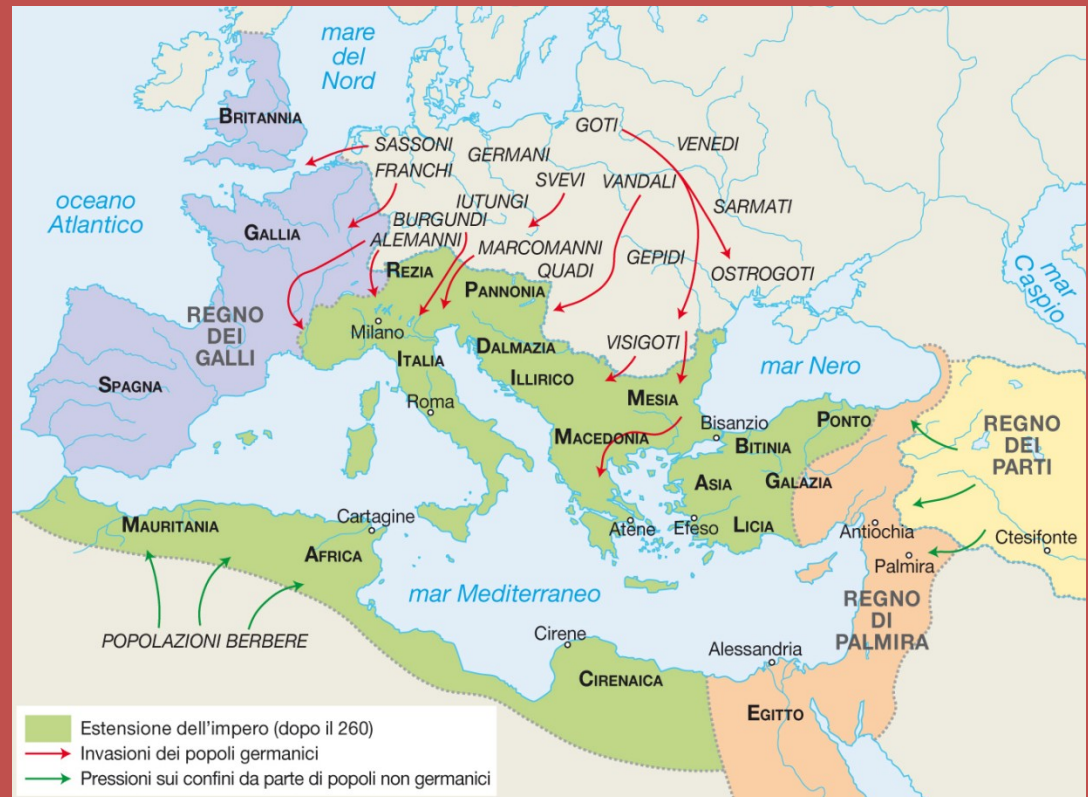 mare
del
Nord
BRITANNIA
oceano
Atlantico
SASSONI
FRANCHI
GERMANI
IUTUNGI
BURGUNDI
ALEMANNI
SVEVI
MARCOMANNI
QUADI
GOTI
VENEDI
VANDALI
SARMATI
GEPIDI
OSTROGOTI
VISIGOTI
mar
Caspio
GALLIA
REGNO
DEI
GALLI
SPAGNA
REZIA
PANNONIA
Milano
ITALIA
Roma
DALMAZIA
ILLIRICO
MESIA
MACEDONIA
mar Nero
Bisanzio
BITINIA
PONTO
ASIA
GALAZIA
LICIA
Atene
Efeso
REGNO
DEI
PARTI
Antiochia
Palmira
Ctesifonte
REGNO
DI
PALMIRA
MAURITANIA
Cartagine
AFRICA
POPOLAZIONI BERBERE
mar Mediterraneo
Cirene
CIRENAICA
Alessandria
EGITTO
Estensione dell'impero (dopo il 260)
Invasioni dei popoli germanici
Pressioni sui confini da parte di popoli non germanici